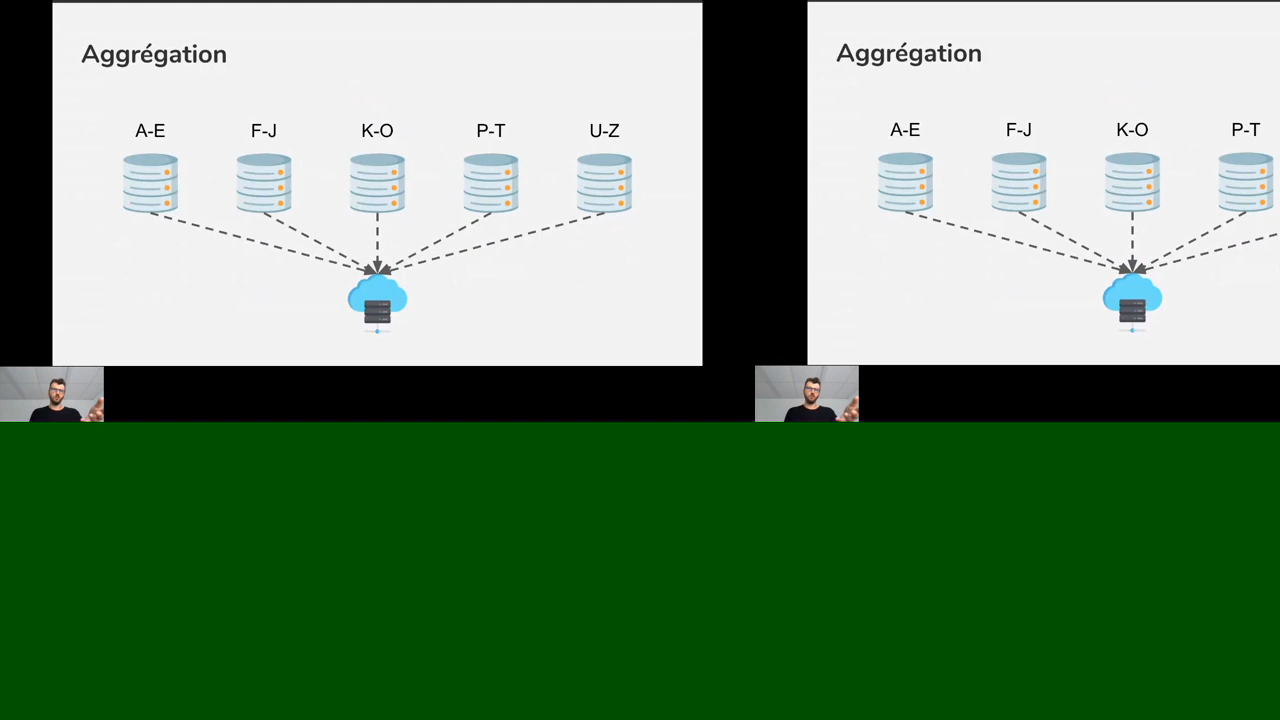 Aggrégation
A-E F-J K-O P-T U-Z
Aggrégation
A-E F-J K-O P-T